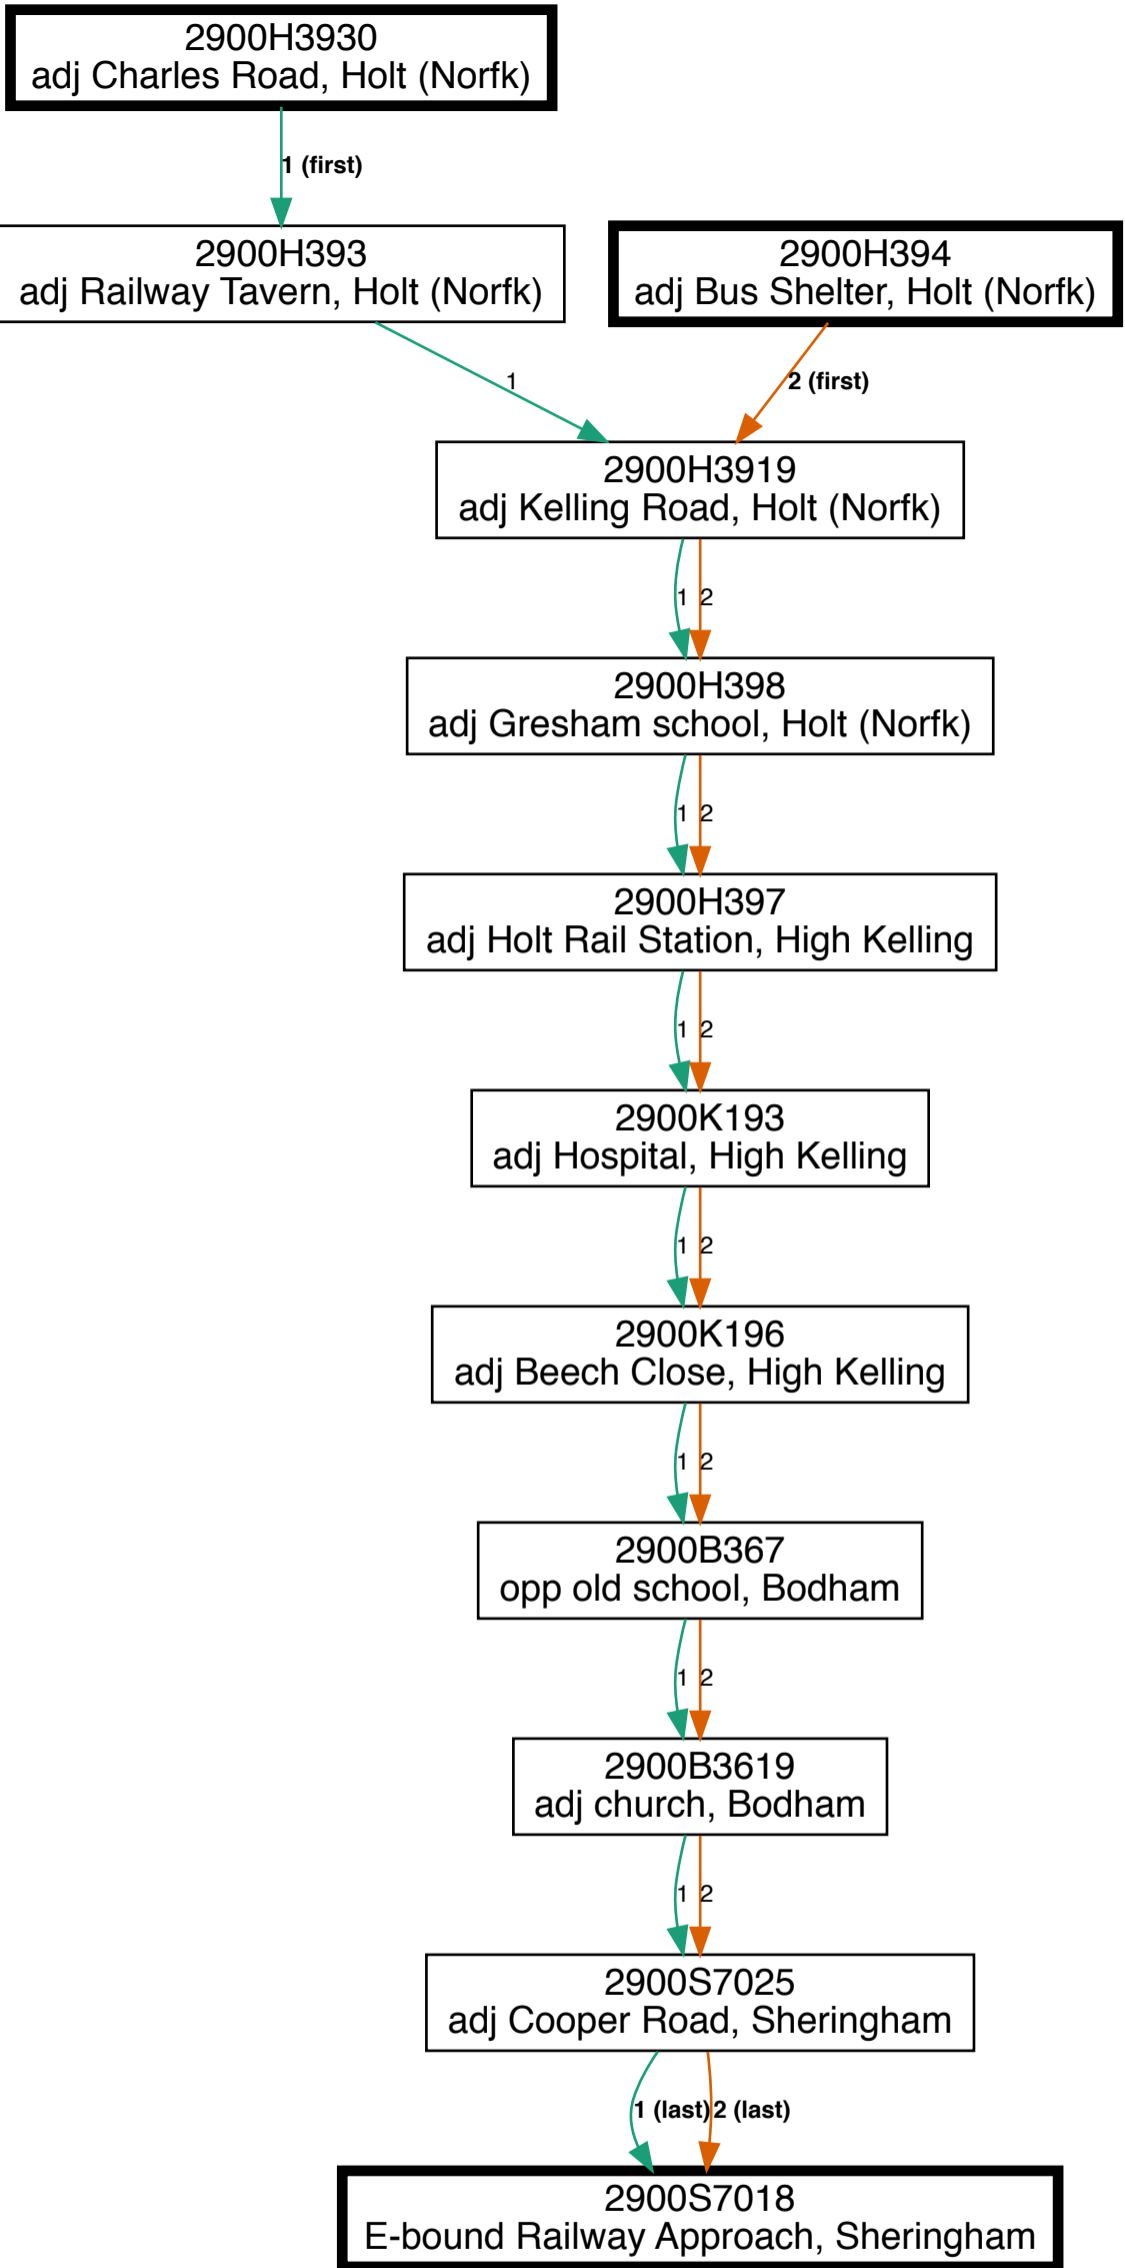 2900H3930
adj Charles Road, Holt (Norfk)
1 (first)
2900H393
adj Railway Tavern, Holt (Norfk)
2900H394
adj Bus Shelter, Holt (Norfk)
1
2 (first)
2900H3919
adj Kelling Road, Holt (Norfk)
1 2
2900H398
adj Gresham school, Holt (Norfk)
1 2
2900H397
adj Holt Rail Station, High Kelling
1 2
2900K193
adj Hospital, High Kelling
1 2
2900K196
adj Beech Close, High Kelling
1 2
2900B367
opp old school, Bodham
1 2
2900B3619
adj church, Bodham
1 2
2900S7025
adj Cooper Road, Sheringham
1 (last) 2 (last)
2900S7018
E-bound Railway Approach, Sheringham